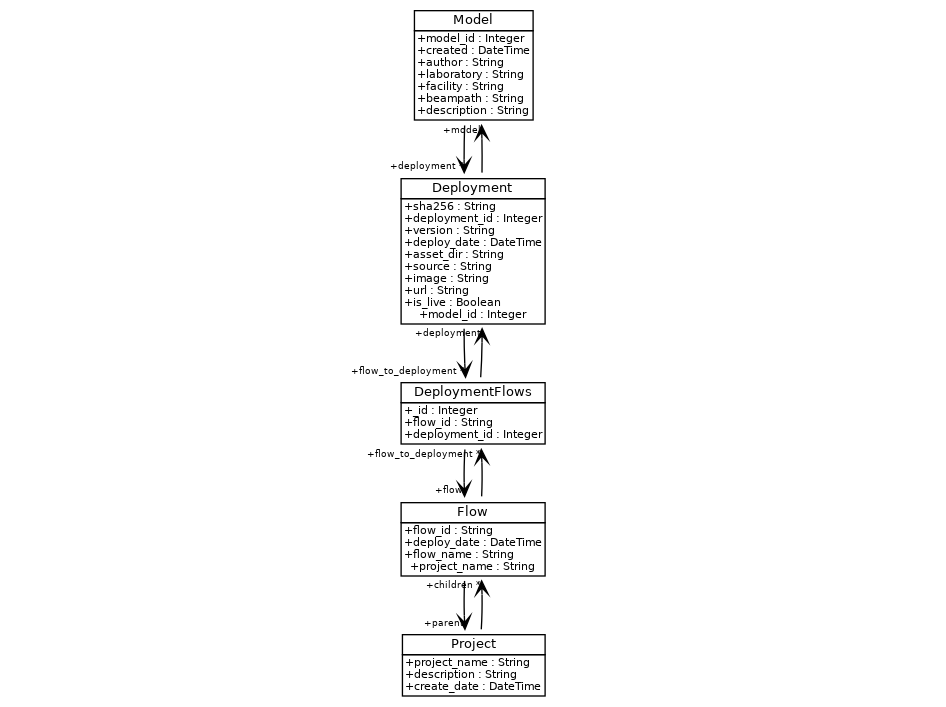 Model
+model_id : Integer
+created : DateTime
+author : String
+laboratory : String
+facility : String
+beampath : String
+description : String
+model
+deployment *
Deployment
+sha256 : String
+deployment_id : Integer
+version : String
+deploy_date : DateTime
+asset_dir : String
+source : String
+image : String
+url : String
+is_live : Boolean
+model_id : Integer
+deployment
+flow_to_deployment *
DeploymentFlows
+_id : Integer
+flow_id : String
+deployment_id : Integer
+flow_to_deployment *
+flow
Flow
+flow_id : String
+deploy_date : DateTime
+flow_name : String
+project_name : String
+children *
+parent
Project
+project_name : String
+description : String
+create_date : DateTime